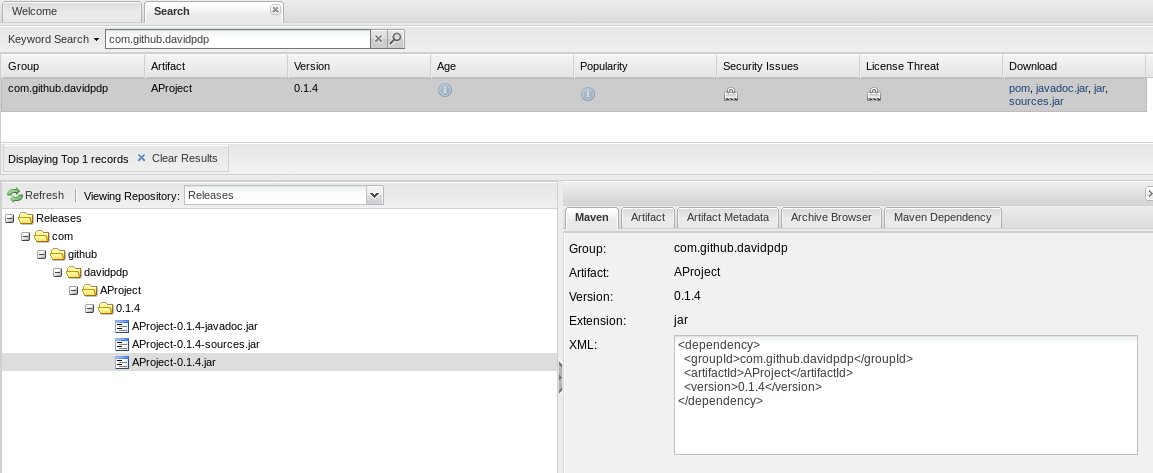 Welcome
Search
Keyword Search com.github.davidpdp
Group Artifact Version Age Popularity Security Issues License Threat Download
com.github.davidpdp AProject 0.1.4 pom, javadoc.jar, jar,
sources.jar
Displaying Top 1 records Clear Results
Refresh Viewing Repository: Releases
Releases
com
github
davidpdp
AProject
0.1.4
AProject-0.1.4-javadoc.jar
AProject-0.1.4-sources.jar
AProject-0.1.4.jar
Maven Artifact Artifact Metadata Archive Browser Maven Dependency
Group: com.github.davidpdp
Artifact: AProject
Version: 0.1.4
Extension: jar
XML: <dependency>
<groupId>com.github.davidpdp</groupId>
<artifactId>AProject</artifactId>
<version>0.1.4</version>
</dependency>